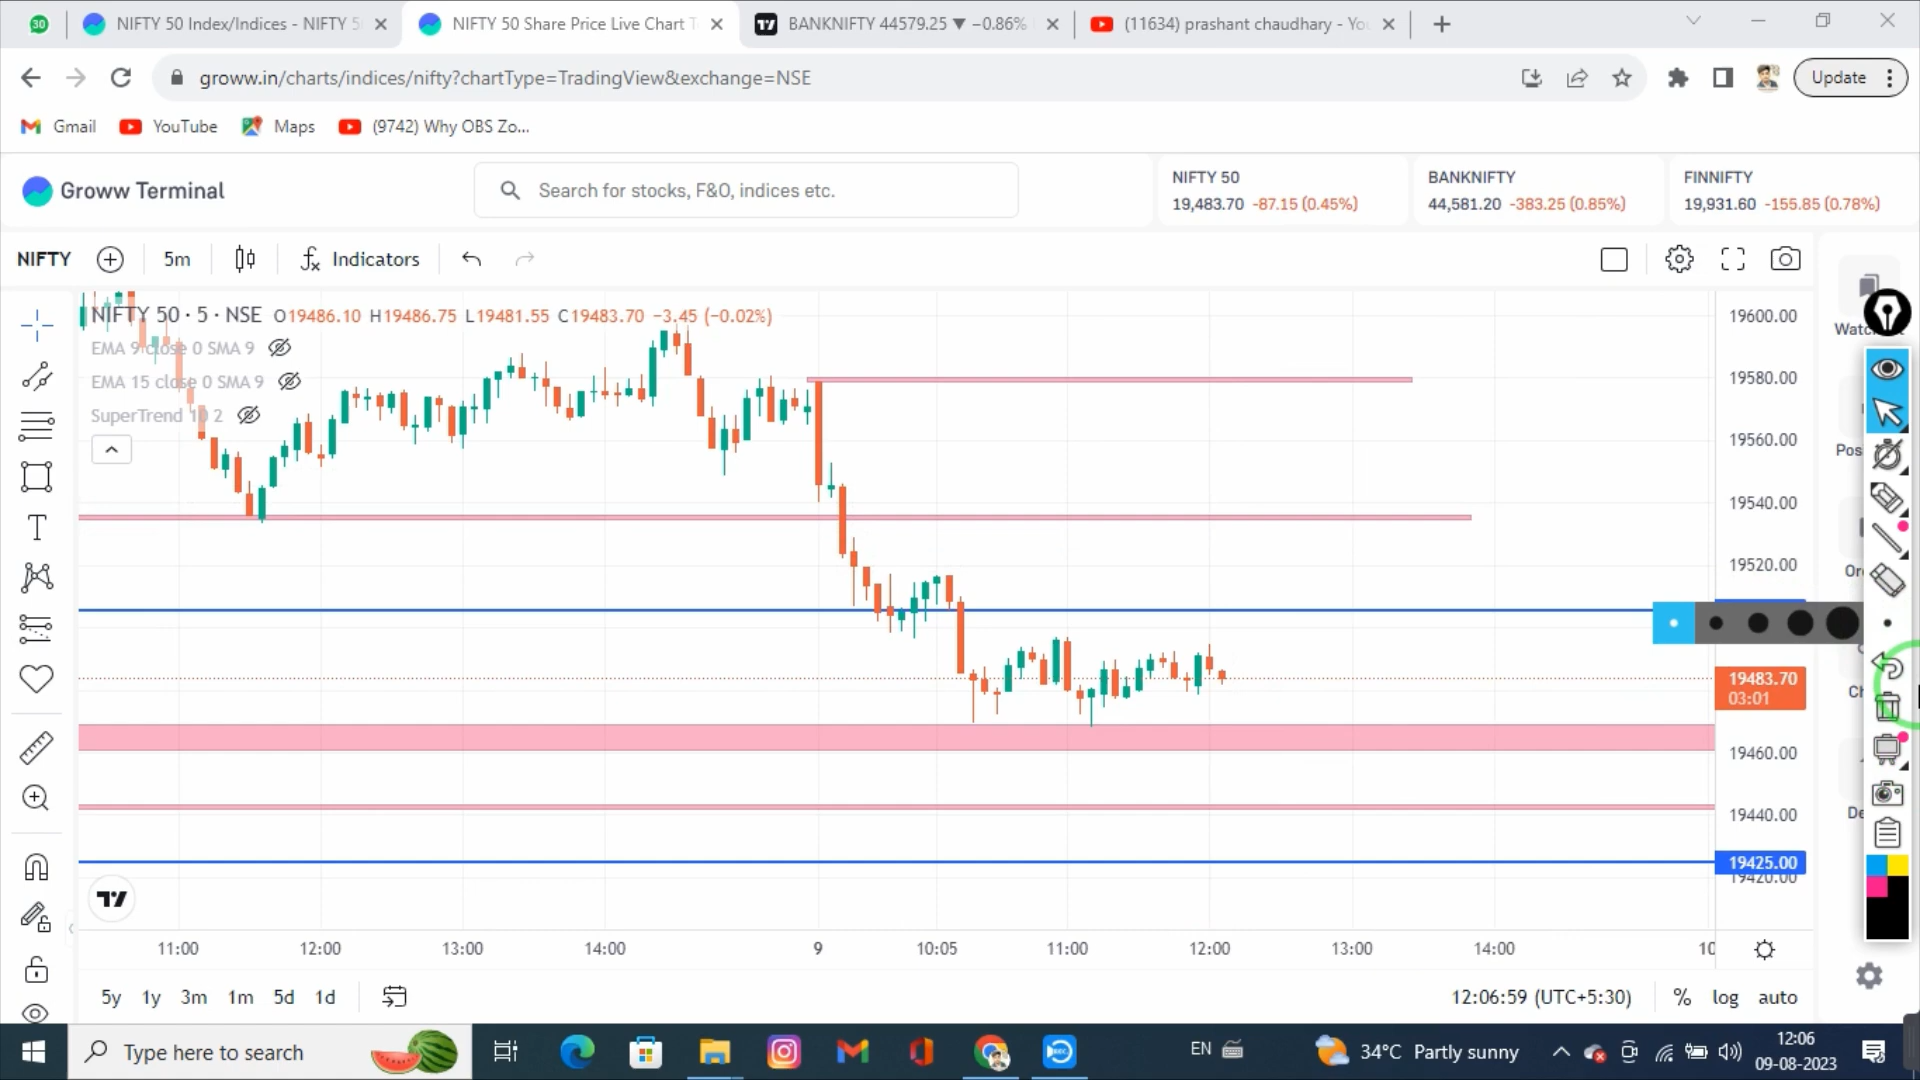 30
NIFTY 50 Index/Indices - NIFTY 5
NIFTY 50 Share Price Live Chart T
BANKNIFTY 44579.25 ▼ −0.86%
(11634) prashant chaudhary - Yo
groww.in/charts/indices/nifty?chartType=TradingView&exchange=NSE
Update
Gmail
YouTube
Maps
(9742) Why OBS Zo...
Groww Terminal
Search for stocks, F&O, indices etc.
NIFTY 50
19,483.70 -87.15 (0.45%)
BANKNIFTY
44,581.20 -383.25 (0.85%)
FINNIFTY
19,931.60 -155.85 (0.78%)
NIFTY
5m
Indicators
NIFTY 50 · 5 · NSE O19486.10 H19486.75 L19481.55 C19483.70 −3.45 (−0.02%)
EMA 9 close 0 SMA 9
EMA 15 close 0 SMA 9
SuperTrend 10 2
19600.00
19580.00
19560.00
19540.00
19520.00
19483.70
03:01
19460.00
19440.00
19425.00
19420.00
11:00
12:00
13:00
14:00
9
10:05
11:00
12:00
13:00
14:00
10
5y
1y
3m
1m
5d
1d
12:06:59 (UTC+5:30)
%
log
auto
Type here to search
EN
34°C Partly sunny
12:06
09-08-2023